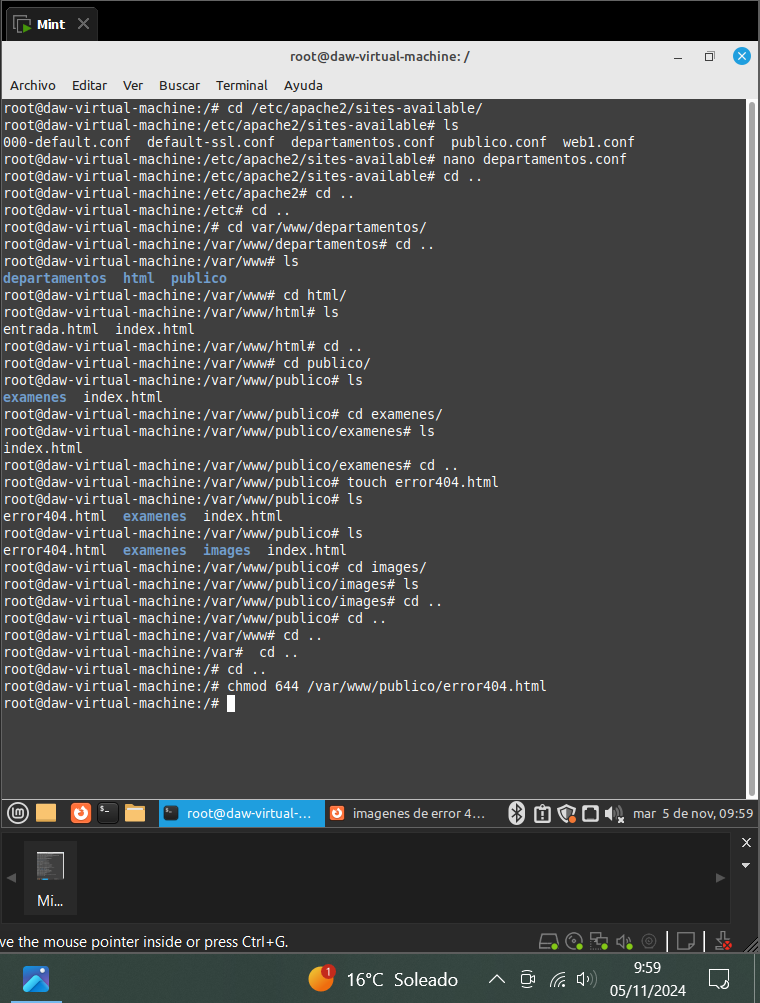 Mint
root@daw-virtual-machine: /
Archivo Editar Ver Buscar Terminal Ayuda
root@daw-virtual-machine:/# cd /etc/apache2/sites-available/
root@daw-virtual-machine:/etc/apache2/sites-available# ls
000-default.conf  default-ssl.conf  departamentos.conf  publico.conf  web1.conf
root@daw-virtual-machine:/etc/apache2/sites-available# nano departamentos.conf
root@daw-virtual-machine:/etc/apache2/sites-available# cd ..
root@daw-virtual-machine:/etc/apache2# cd ..
root@daw-virtual-machine:/etc# cd ..
root@daw-virtual-machine:/# cd var/www/departamentos/
root@daw-virtual-machine:/var/www/departamentos# cd ..
root@daw-virtual-machine:/var/www# ls
departamentos  html  publico
root@daw-virtual-machine:/var/www# cd html/
root@daw-virtual-machine:/var/www/html# ls
entrada.html  index.html
root@daw-virtual-machine:/var/www/html# cd ..
root@daw-virtual-machine:/var/www# cd publico/
root@daw-virtual-machine:/var/www/publico# ls
examenes  index.html
root@daw-virtual-machine:/var/www/publico# cd examenes/
root@daw-virtual-machine:/var/www/publico/examenes# ls
index.html
root@daw-virtual-machine:/var/www/publico/examenes# cd ..
root@daw-virtual-machine:/var/www/publico# touch error404.html
root@daw-virtual-machine:/var/www/publico# ls
error404.html  examenes  index.html
root@daw-virtual-machine:/var/www/publico# ls
error404.html  examenes  images  index.html
root@daw-virtual-machine:/var/www/publico# cd images/
root@daw-virtual-machine:/var/www/publico/images# ls
root@daw-virtual-machine:/var/www/publico/images# cd ..
root@daw-virtual-machine:/var/www/publico# cd ..
root@daw-virtual-machine:/var/www# cd ..
root@daw-virtual-machine:/var#  cd ..
root@daw-virtual-machine:/# cd ..
root@daw-virtual-machine:/# chmod 644 /var/www/publico/error404.html
root@daw-virtual-machine:/#
root@daw-virtual-... imagenes de error 4... mar 5 de nov, 09:59
Mi...
ve the mouse pointer inside or press Ctrl+G.
1 16°C Soleado 9:59
05/11/2024